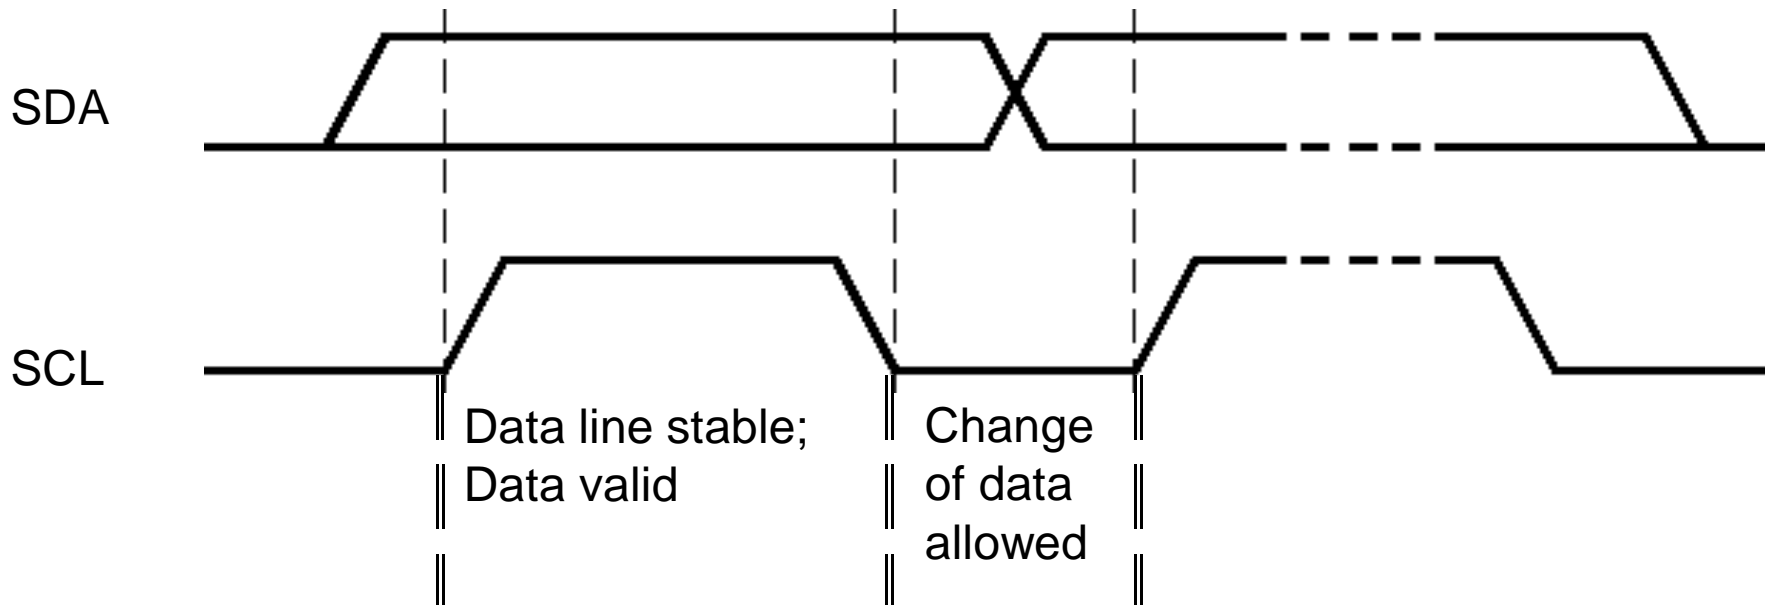 SDA
SCL
Data line stable;
Data valid
Change
of data
allowed